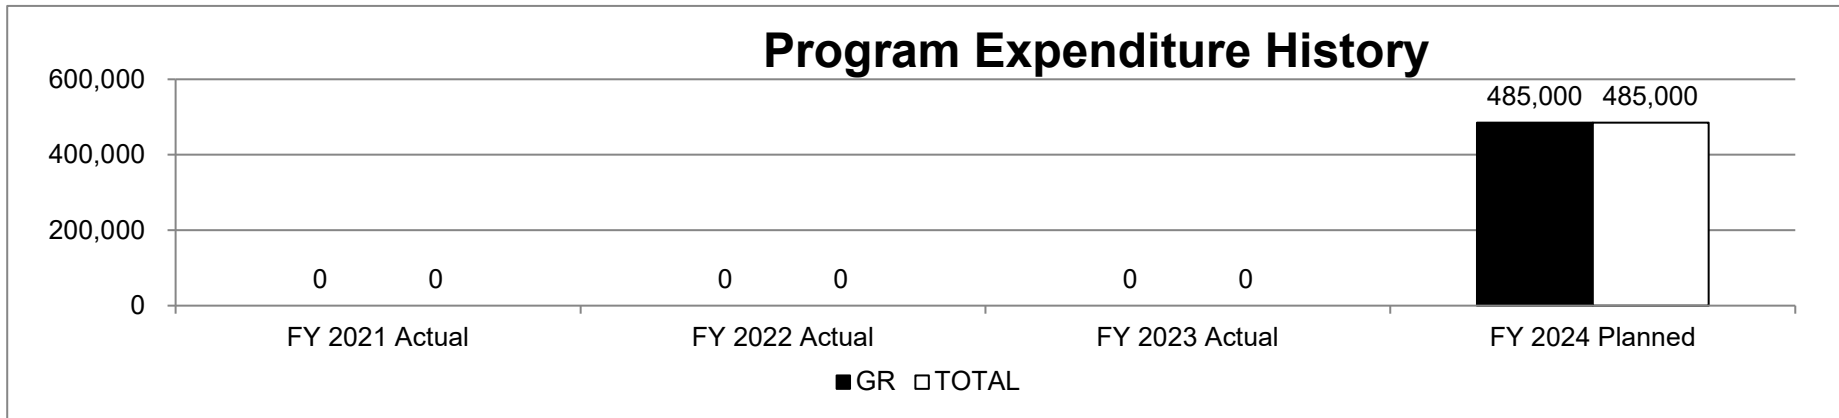 Program Expenditure History
600,000
485,000 485,000
400,000
200,000
0 0 0 0 0 0
0
FY 2021 Actual FY 2022 Actual FY 2023 Actual FY 2024 Planned
GR TOTAL